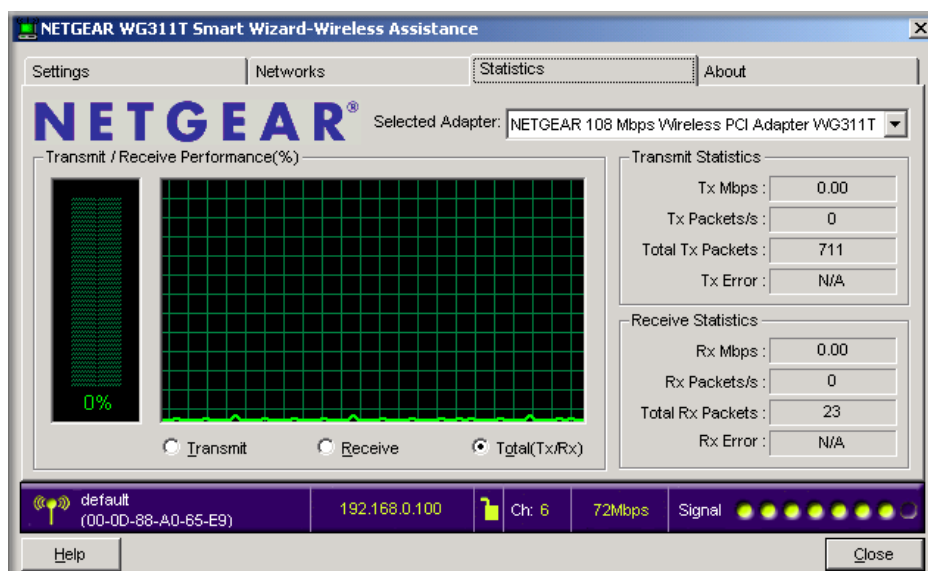 NETGEAR WG311T Smart Wizard-Wireless Assistance
Settings
Networks
Statistics
About
NETGEAR®
Selected Adapter: NETGEAR 108 Mbps Wireless PCI Adapter WG311T
Transmit / Receive Performance(%)
0%
Transmit
Receive
Total(Tx/Rx)
Transmit Statistics
Tx Mbps : 0.00
Tx Packets/s : 0
Total Tx Packets : 711
Tx Error : N/A
Receive Statistics
Rx Mbps : 0.00
Rx Packets/s : 0
Total Rx Packets : 23
Rx Error : N/A
default
(00-0D-88-A0-65-E9)
192.168.0.100
Ch: 6
72Mbps
Signal
Help
Close